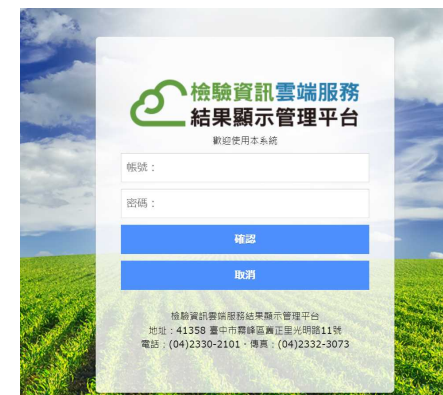 檢驗資訊雲端服務
結果顯示管理平台
歡迎使用本系統
帳號：
密碼：
確認
取消
檢驗資訊雲端服務結果顯示管理平台
地址：41358 臺中市霧峰區舊正里光明路11號
電話：(04)2330-2101、傳真：(04)2332-3073